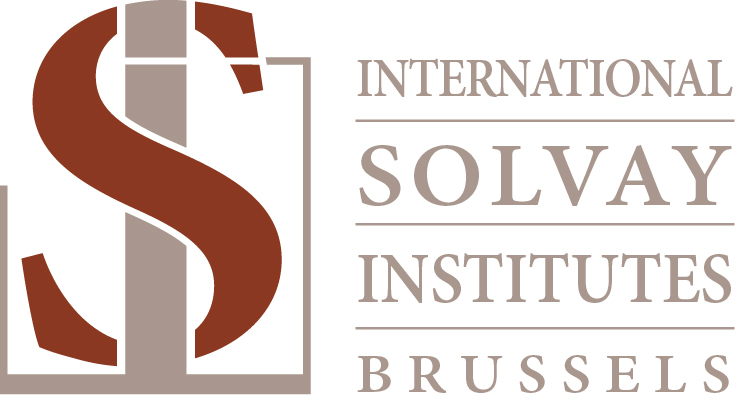 INTERNATIONAL
SOLVAY
INSTITUTES
BRUSSELS